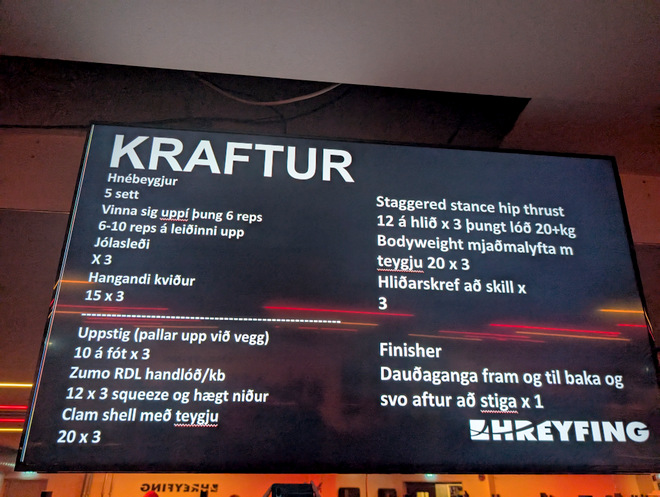 KRAFTUR
Hnébeygjur
5 sett
Vinna sig uppí þung 6 reps
6-10 reps á leiðinni upp
Jólasleði
X 3
Hangandi kviður
15 x 3
--------------------------------------------------
Uppstig (pallar upp við vegg)
10 á fót x 3
Zumo RDL handlóð/kb
12 x 3 squeeze og hægt niður
Clam shell með teygju
20 x 3
Staggered stance hip thrust
12 á hlið x 3 þungt lóð 20+kg
Bodyweight mjaðmalyfta m
teygju 20 x 3
Hliðarskref að skill x
3
Finisher
Dauðaganga fram og til baka og
svo aftur að stiga x 1
HREYFING
HREYFING